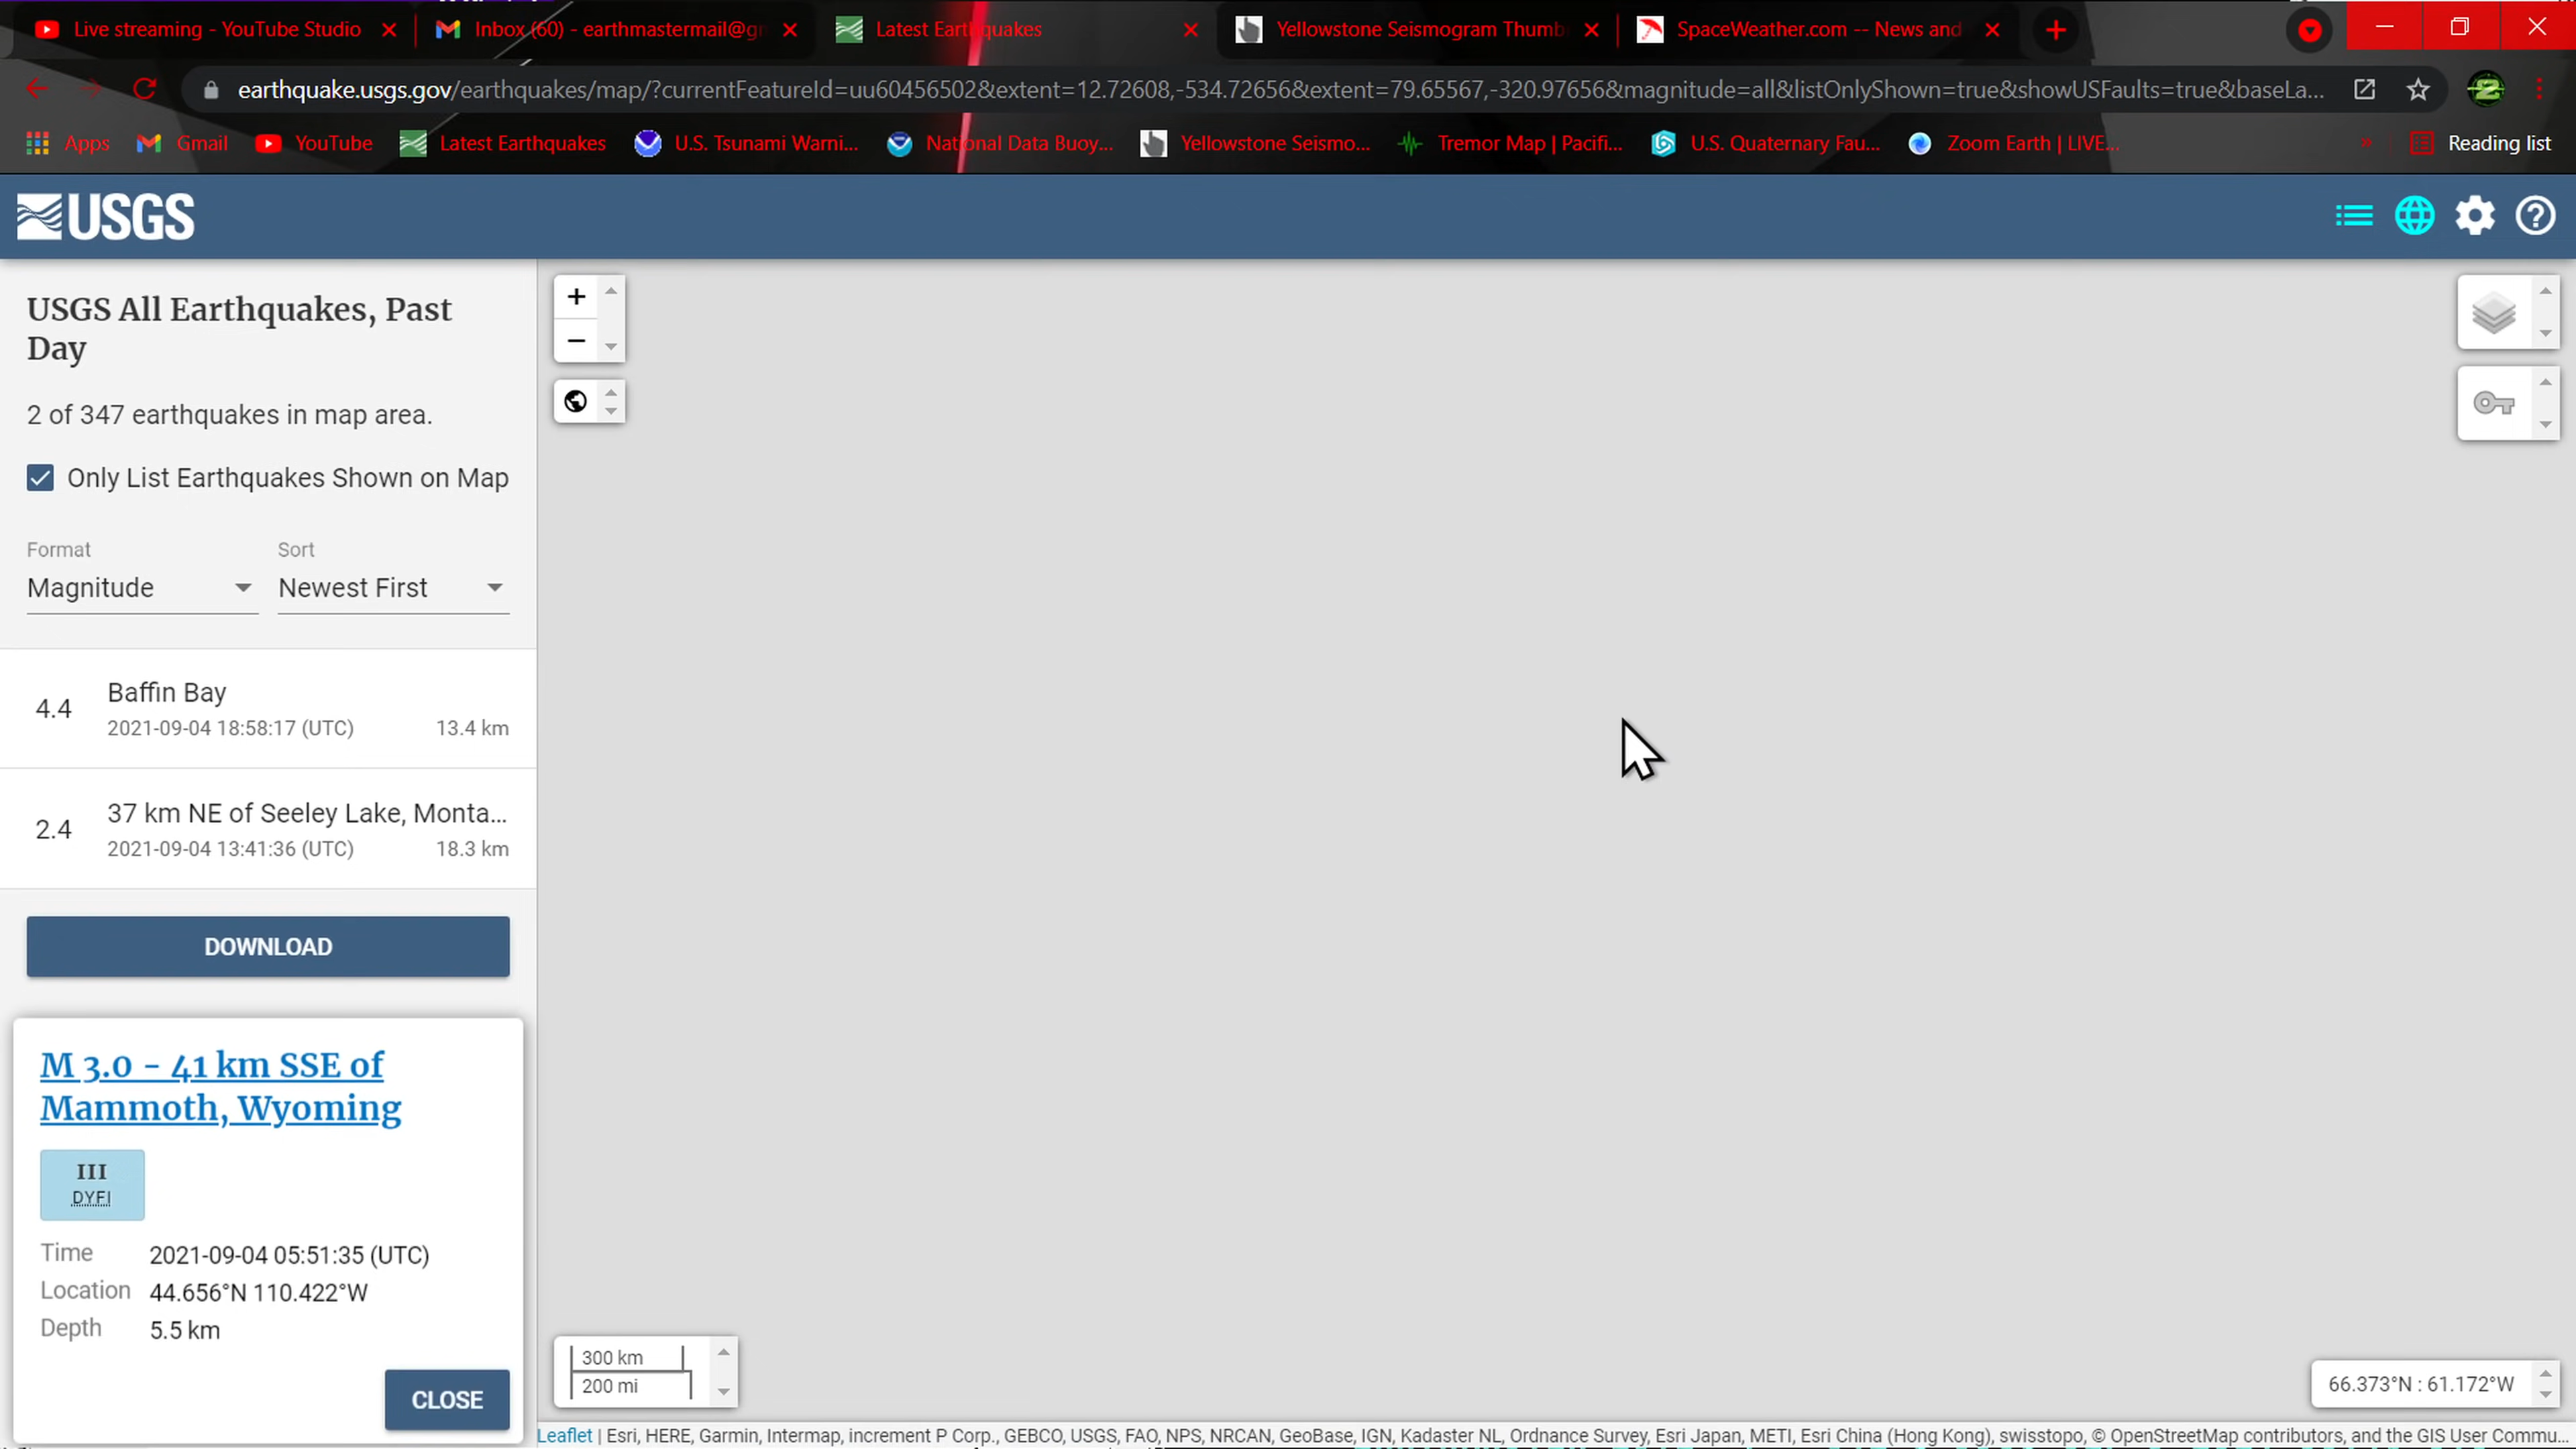 Live streaming - YouTube Studio
Inbox (60) - earthmastermail@g
Latest Earthquakes
Yellowstone Seismogram Thumb
SpaceWeather.com -- News and
earthquake.usgs.gov/earthquakes/map/?currentFeatureId=uu60456502&extent=12.72608,-534.72656&extent=79.65567,-320.97656&magnitude=all&listOnlyShown=true&showUSFaults=true&baseLa...
Apps
Gmail
YouTube
Latest Earthquakes
U.S. Tsunami Warni...
National Data Buoy...
Yellowstone Seismo...
Tremor Map | Pacifi...
U.S. Quaternary Fau...
Zoom Earth | LIVE...
»
Reading list
USGS
USGS All Earthquakes, Past
Day
2 of 347 earthquakes in map area.
Only List Earthquakes Shown on Map
Format
Sort
Magnitude
Newest First
4.4
Baffin Bay
2021-09-04 18:58:17 (UTC)
13.4 km
2.4
37 km NE of Seeley Lake, Monta...
2021-09-04 13:41:36 (UTC)
18.3 km
DOWNLOAD
M 3.0 - 41 km SSE of
Mammoth, Wyoming
III
DYFI
Time 2021-09-04 05:51:35 (UTC)
Location 44.656°N 110.422°W
Depth 5.5 km
CLOSE
+
−
300 km
200 mi
66.373°N : 61.172°W
Leaflet | Esri, HERE, Garmin, Intermap, increment P Corp., GEBCO, USGS, FAO, NPS, NRCAN, GeoBase, IGN, Kadaster NL, Ordnance Survey, Esri Japan, METI, Esri China (Hong Kong), swisstopo, © OpenStreetMap contributors, and the GIS User Commu...